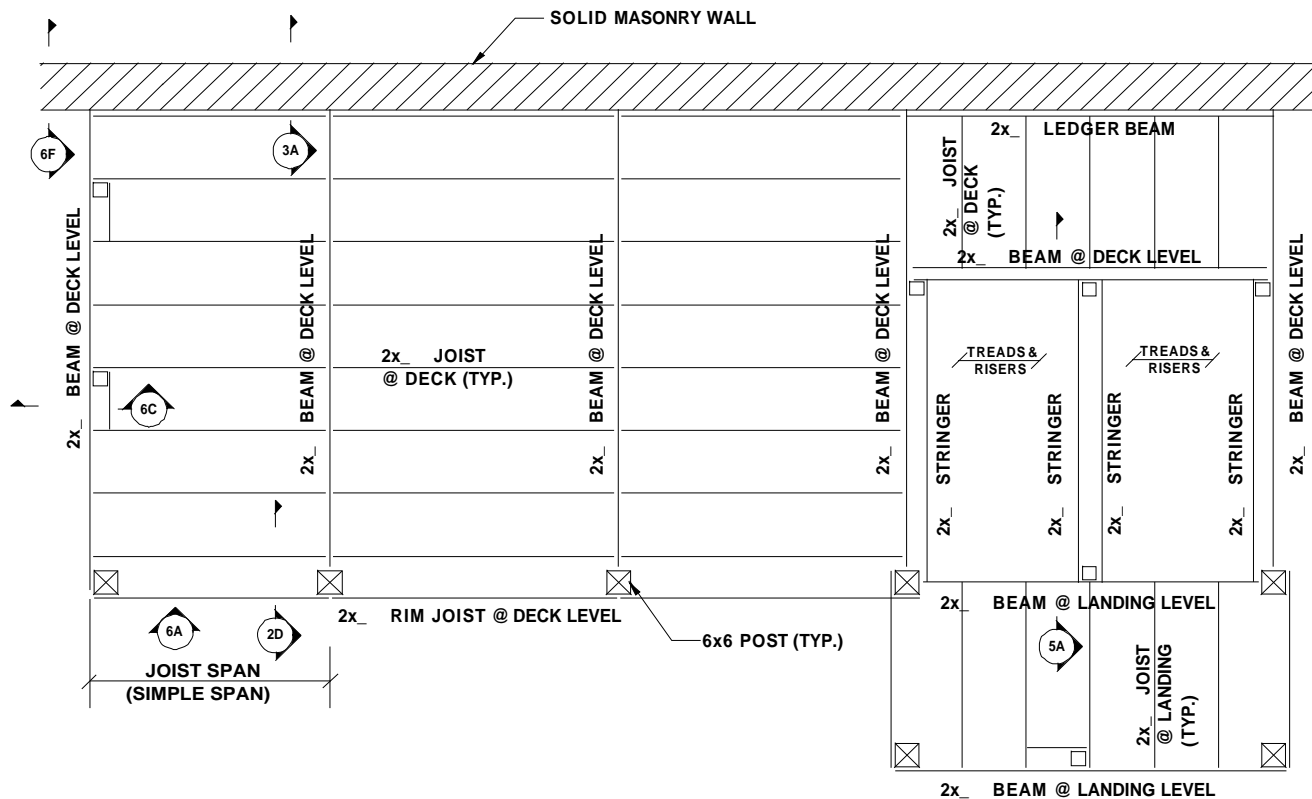 SOLID MASONRY WALL
6F
3A
2x_ LEDGER BEAM
2x_ JOIST
@ DECK
(TYP.)
2x_ BEAM @ DECK LEVEL
2x_ BEAM @ DECK LEVEL
2x_ BEAM @ DECK LEVEL
2x_ BEAM @ DECK LEVEL
2x_ BEAM @ DECK LEVEL
2x_ BEAM @ DECK LEVEL
2x_ JOIST
@ DECK (TYP.)
6C
TREADS &
RISERS
TREADS &
RISERS
2x_ STRINGER
2x_ STRINGER
2x_ STRINGER
2x_ STRINGER
2x_ RIM JOIST @ DECK LEVEL
2x_ BEAM @ LANDING LEVEL
6A
2D
6x6 POST (TYP.)
5A
JOIST SPAN
(SIMPLE SPAN)
2x_ JOIST
@ LANDING
(TYP.)
2x_ BEAM @ LANDING LEVEL